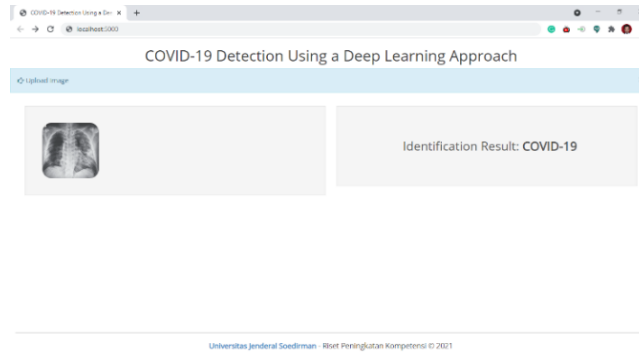 COVID-19 Detection Using a Dee
localhost:5000
COVID-19 Detection Using a Deep Learning Approach
Upload Image
Identification Result: COVID-19
Universitas Jenderal Soedirman - Riset Peningkatan Kompetensi © 2021